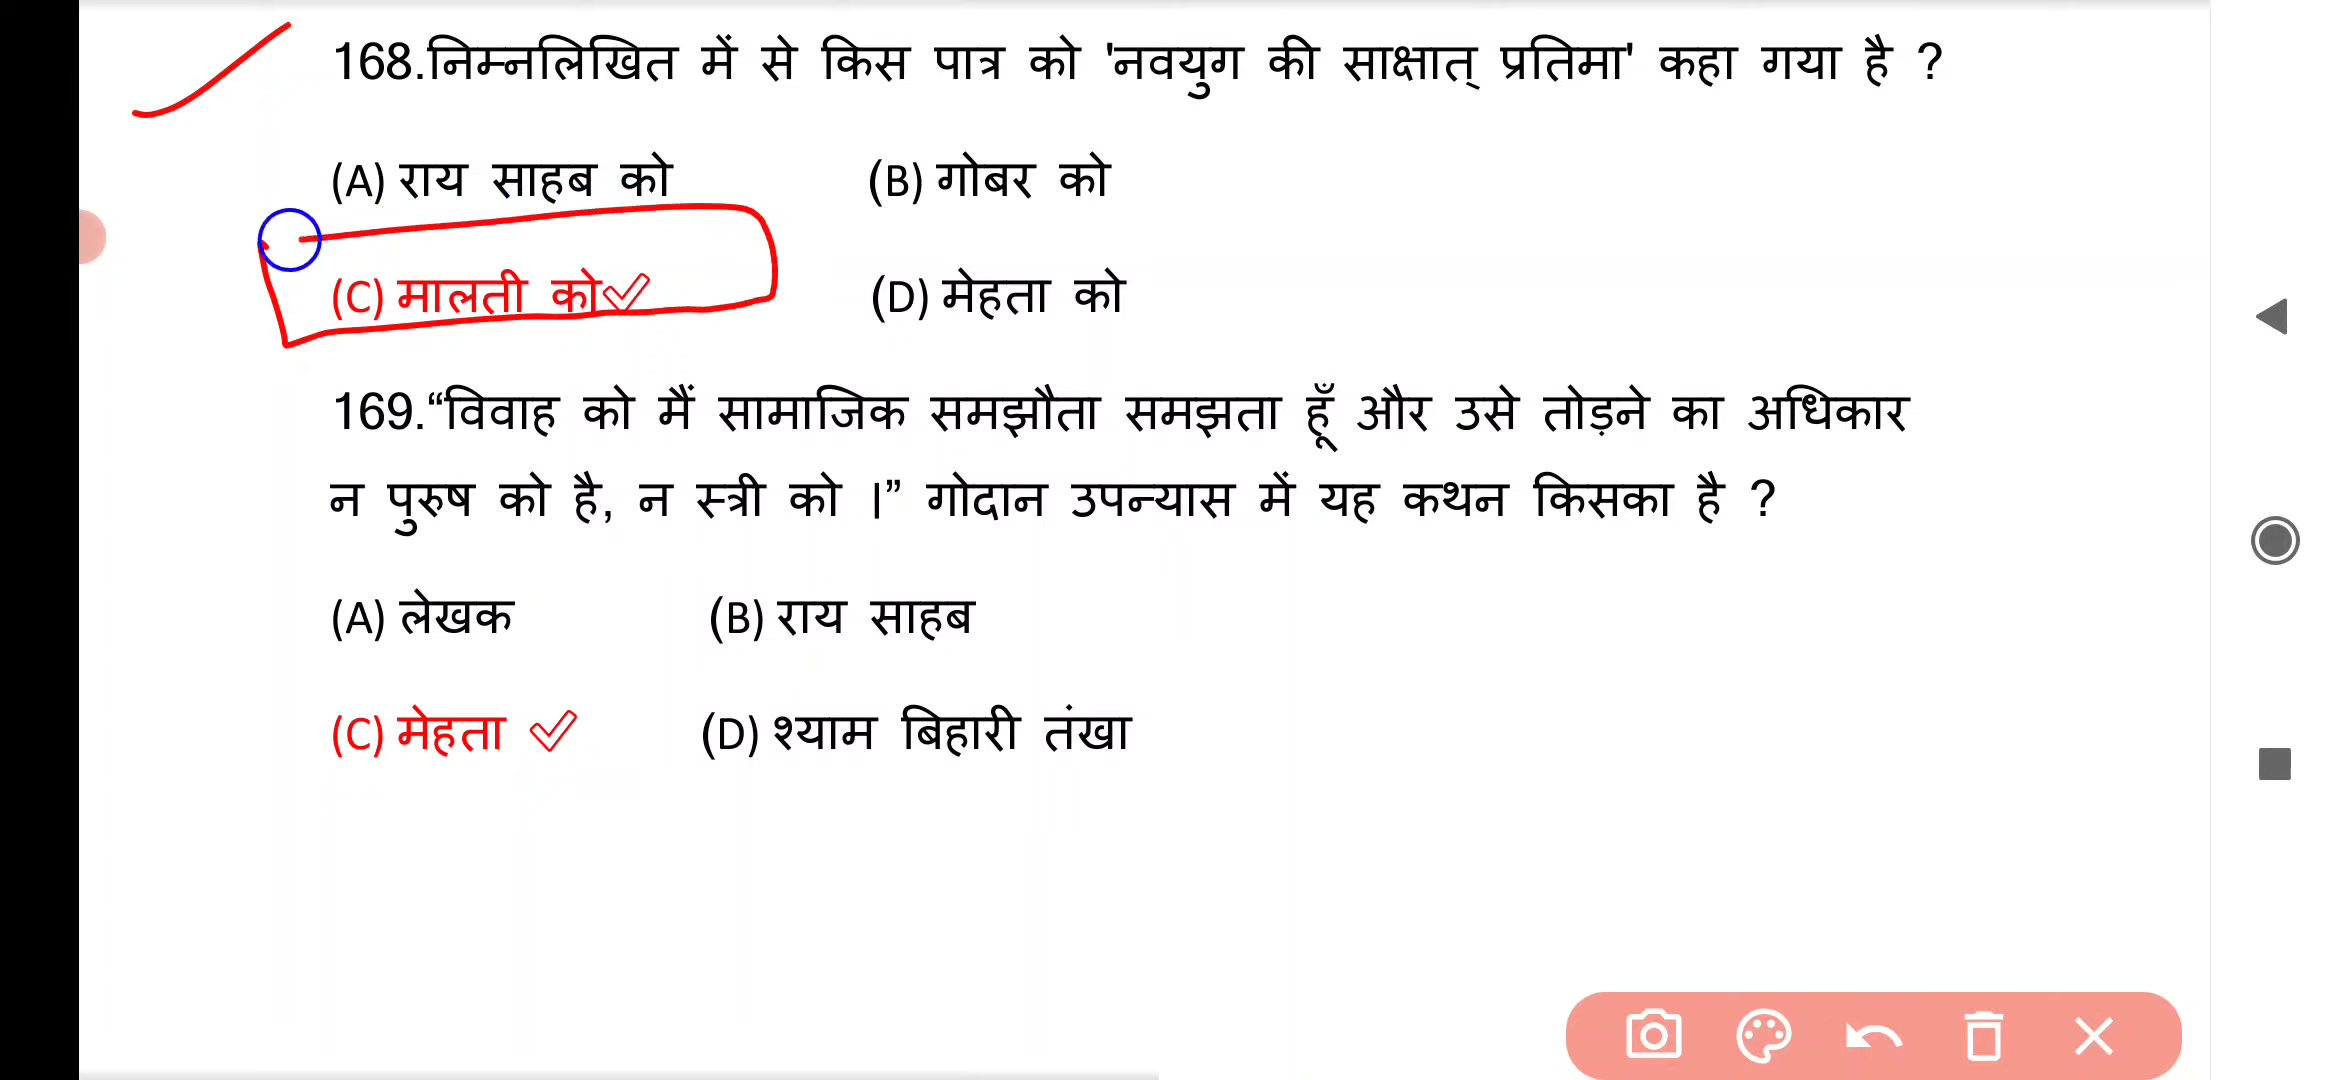 168.निम्नलिखित में से किस पात्र को 'नवयुग की साक्षात् प्रतिमा' कहा गया है ?
(A) राय साहब को (B) गोबर को
(C) मालती को✓ (D) मेहता को
169.“विवाह को मैं सामाजिक समझौता समझता हूँ और उसे तोड़ने का अधिकार
न पुरुष को है, न स्त्री को ।” गोदान उपन्यास में यह कथन किसका है ?
(A) लेखक (B) राय साहब
(C) मेहता ✓ (D) श्याम बिहारी तंखा